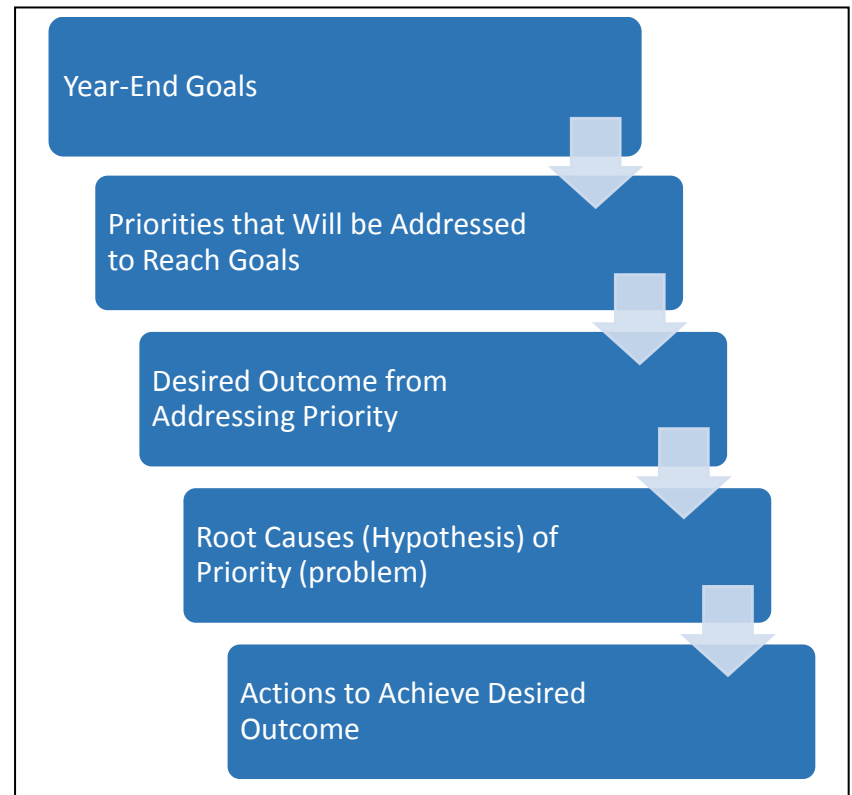 Year-End Goals
Priorities that Will be Addressed
to Reach Goals
Desired Outcome from
Addressing Priority
Root Causes (Hypothesis) of
Priority (problem)
Actions to Achieve Desired
Outcome